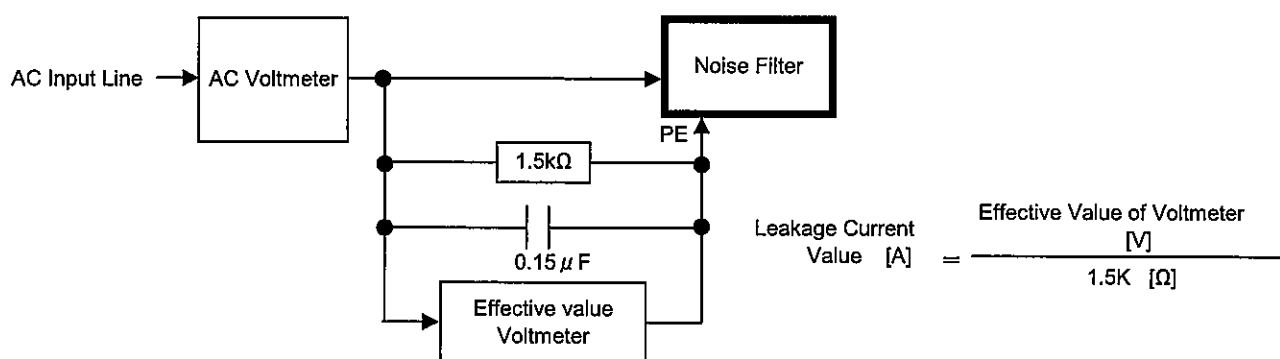 AC Input Line
AC Voltmeter
Noise Filter
PE
1.5kΩ
0.15μF
Effective value
Voltmeter
Leakage Current
Value [A]
=
Effective Value of Voltmeter
[V]
1.5K [Ω]